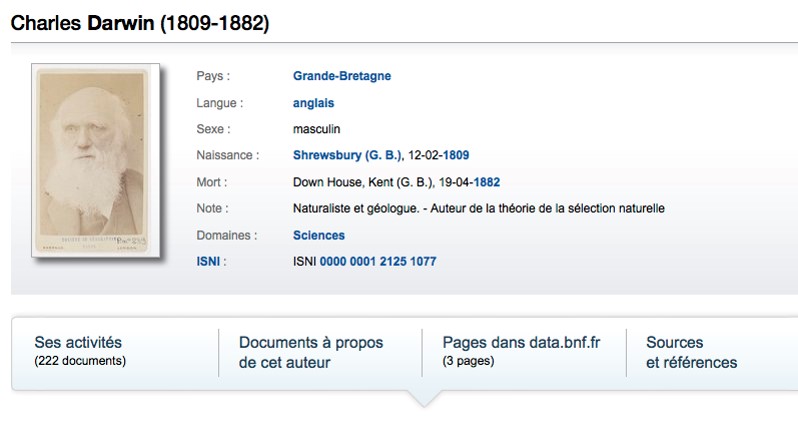 Charles Darwin (1809-1882)
Pays : Grande-Bretagne
Langue : anglais
Sexe : masculin
Naissance : Shrewsbury (G. B.), 12-02-1809
Mort : Down House, Kent (G. B.), 19-04-1882
Note : Naturaliste et géologue. - Auteur de la théorie de la sélection naturelle
Domaines : Sciences
ISNI : ISNI 0000 0001 2125 1077
Ses activités
(222 documents)
Documents à propos
de cet auteur
Pages dans data.bnf.fr
(3 pages)
Sources
et références